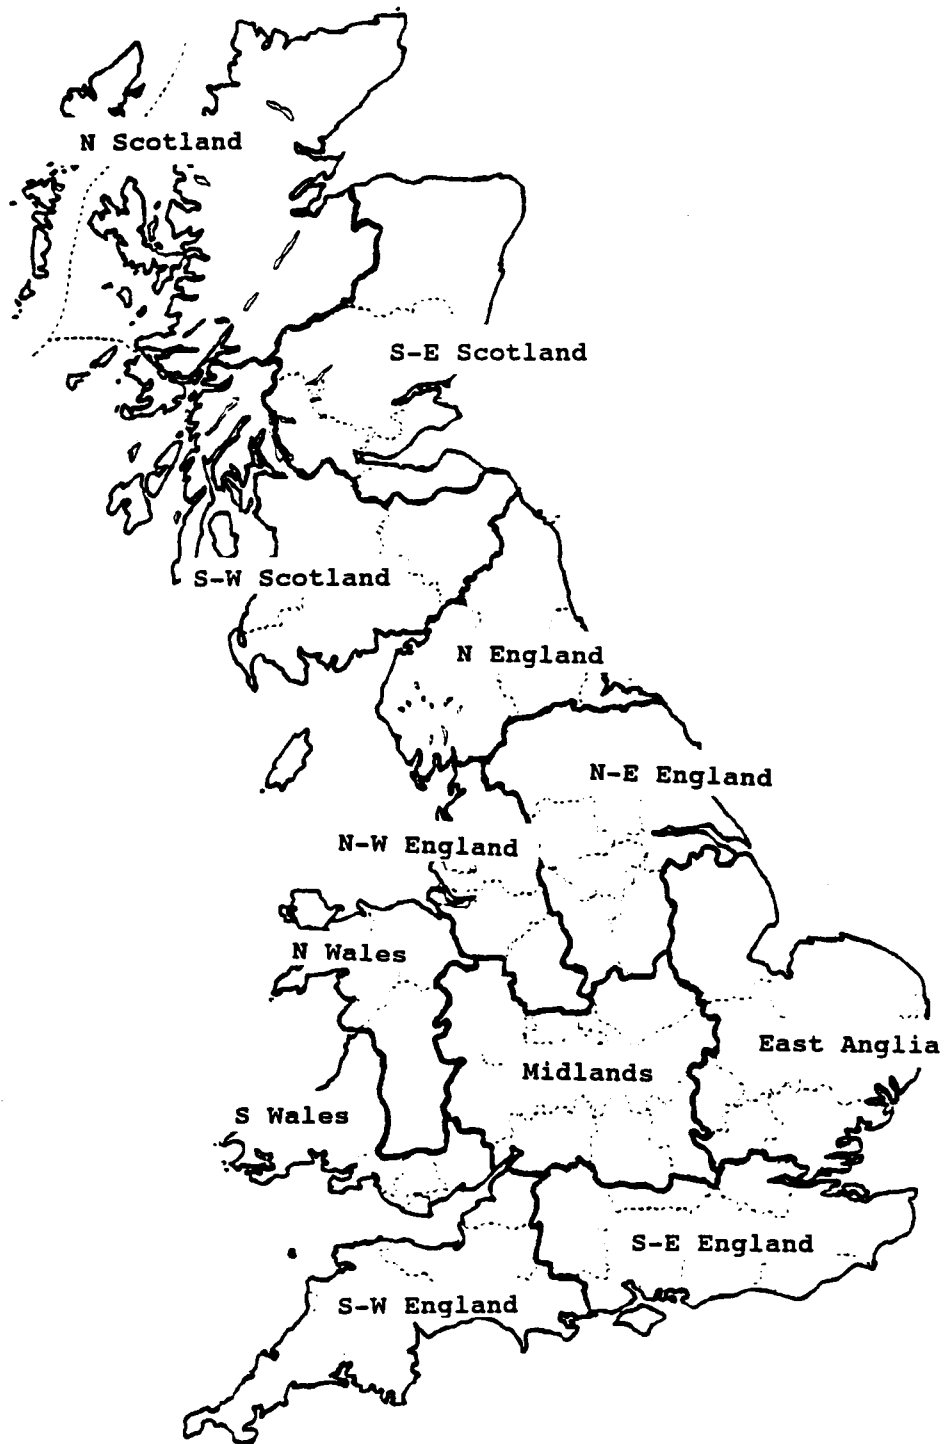 N Scotland
S-E Scotland
S-W Scotland
N England
N-E England
N-W England
N Wales
East Anglia
Midlands
S Wales
S-E England
S-W England